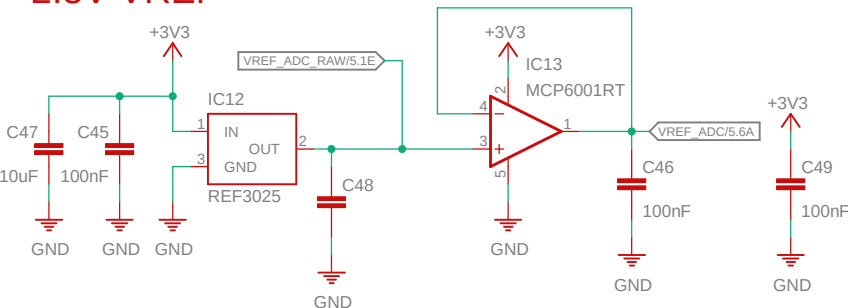 +3V3
+3V3
VREF_ADC_RAW/5.1E
IC13
MCP6001RT
2
4
3
1
5
VREF_ADC/5.6A
+3V3
IC12
C47
C45
1
IN
OUT
2
3
GND
10uF
100nF
REF3025
C48
C46
100nF
C49
100nF
GND
GND
GND
GND
GND
GND
GND